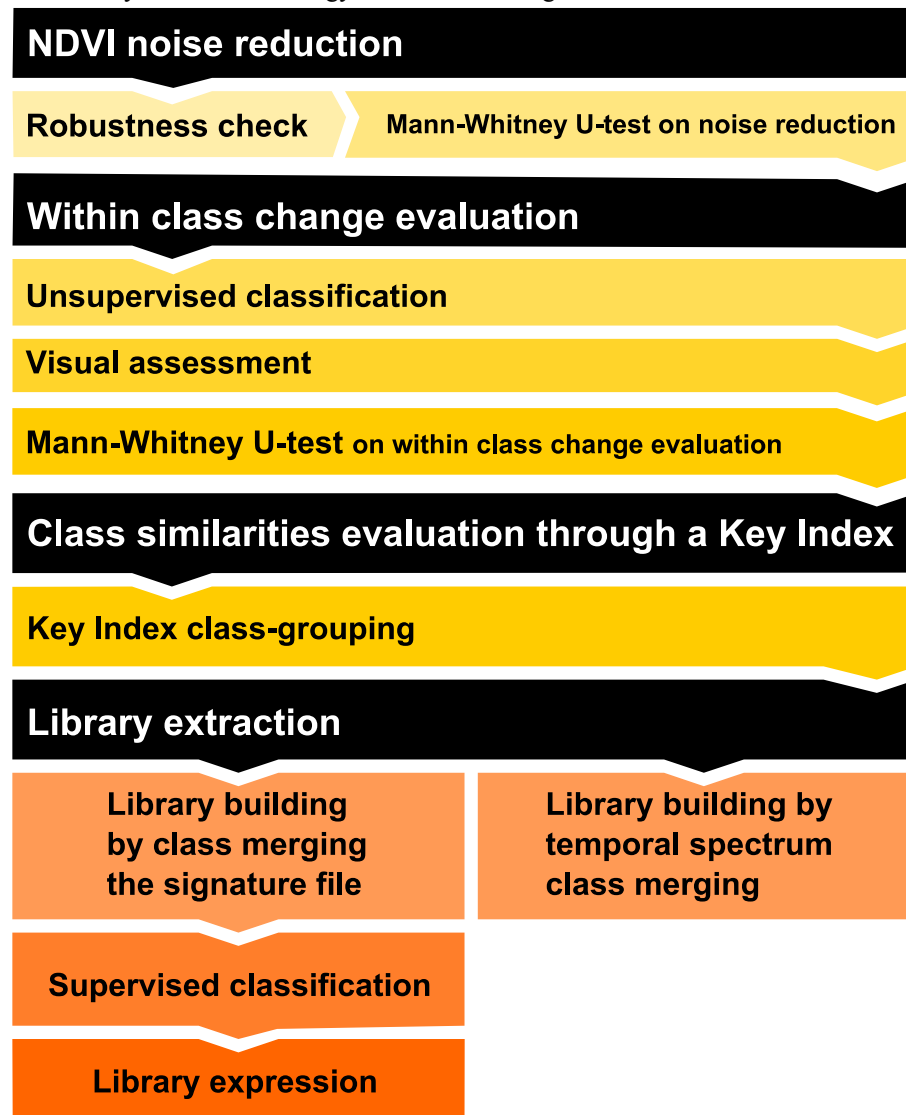 NDVI noise reduction
Robustness check
Mann-Whitney U-test on noise reduction
Within class change evaluation
Unsupervised classification
Visual assessment
Mann-Whitney U-test on within class change evaluation
Class similarities evaluation through a Key Index
Key Index class-grouping
Library extraction
Library building
by class merging
the signature file
Library building by
temporal spectrum
class merging
Supervised classification
Library expression